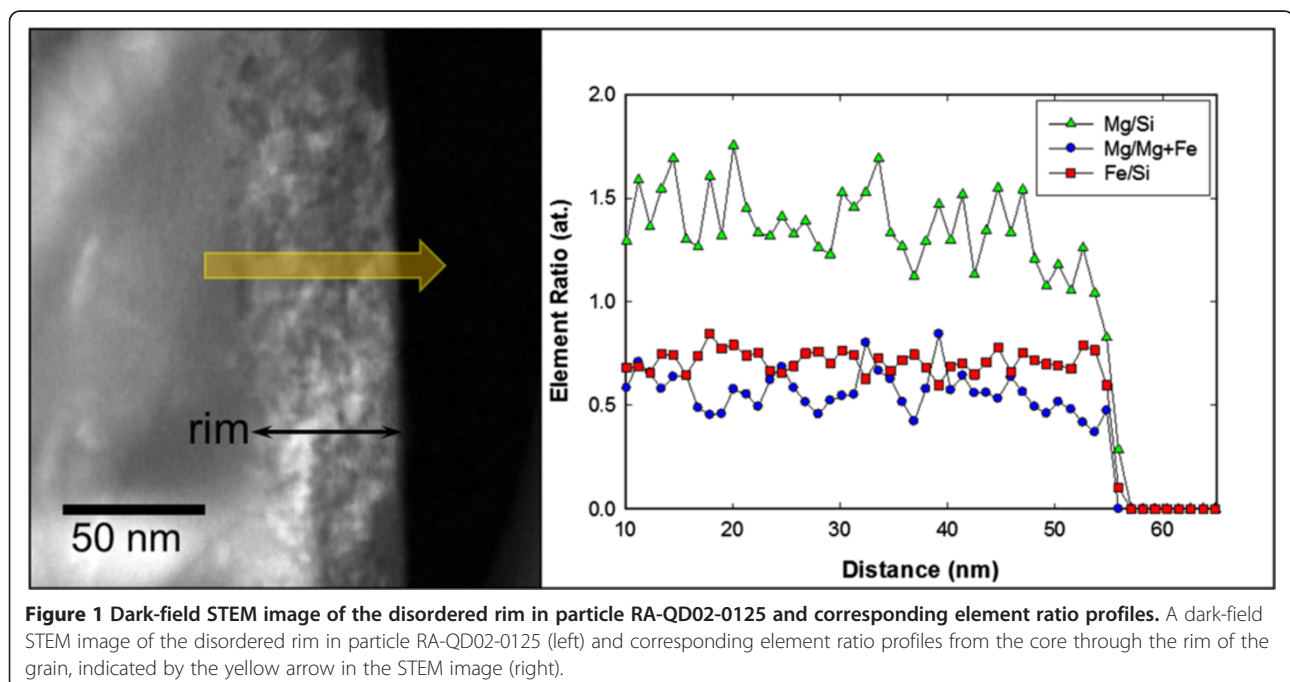 rim
50 nm
2.0
1.5
1.0
0.5
0.0
Element Ratio (at.)
Mg/Si
Mg/Mg+Fe
Fe/Si
10 20 30 40 50 60
Distance (nm)
Figure 1 Dark-field STEM image of the disordered rim in particle RA-QD02-0125 and corresponding element ratio profiles. A dark-field
STEM image of the disordered rim in particle RA-QD02-0125 (left) and corresponding element ratio profiles from the core through the rim of the
grain, indicated by the yellow arrow in the STEM image (right).